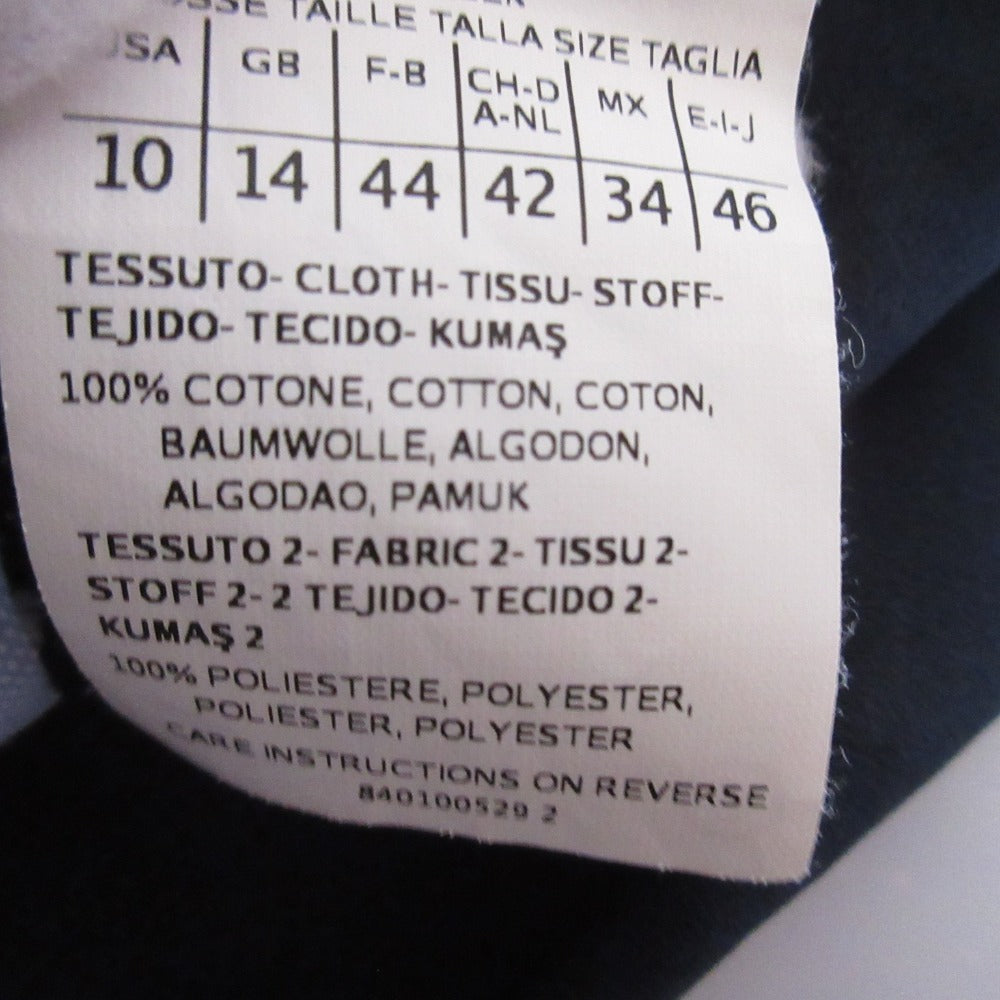 TAILLE TALLA SIZE TAGLIA
GB F-B CH-D A-NL MX E-I-J
10 14 44 42 34 46
TESSUTO- CLOTH- TISSU- STOFF-
TEJIDO- TECIDO- KUMAŞ
100% COTONE, COTTON, COTON,
BAUMWOLLE, ALGODON,
ALGODAO, PAMUK
TESSUTO 2- FABRIC 2- TISSU 2-
STOFF 2- 2 TEJIDO- TECIDO 2-
KUMAŞ 2
100% POLIESTERE, POLYESTER,
POLIESTER, POLYESTER
CARE INSTRUCTIONS ON REVERSE
840100529 2